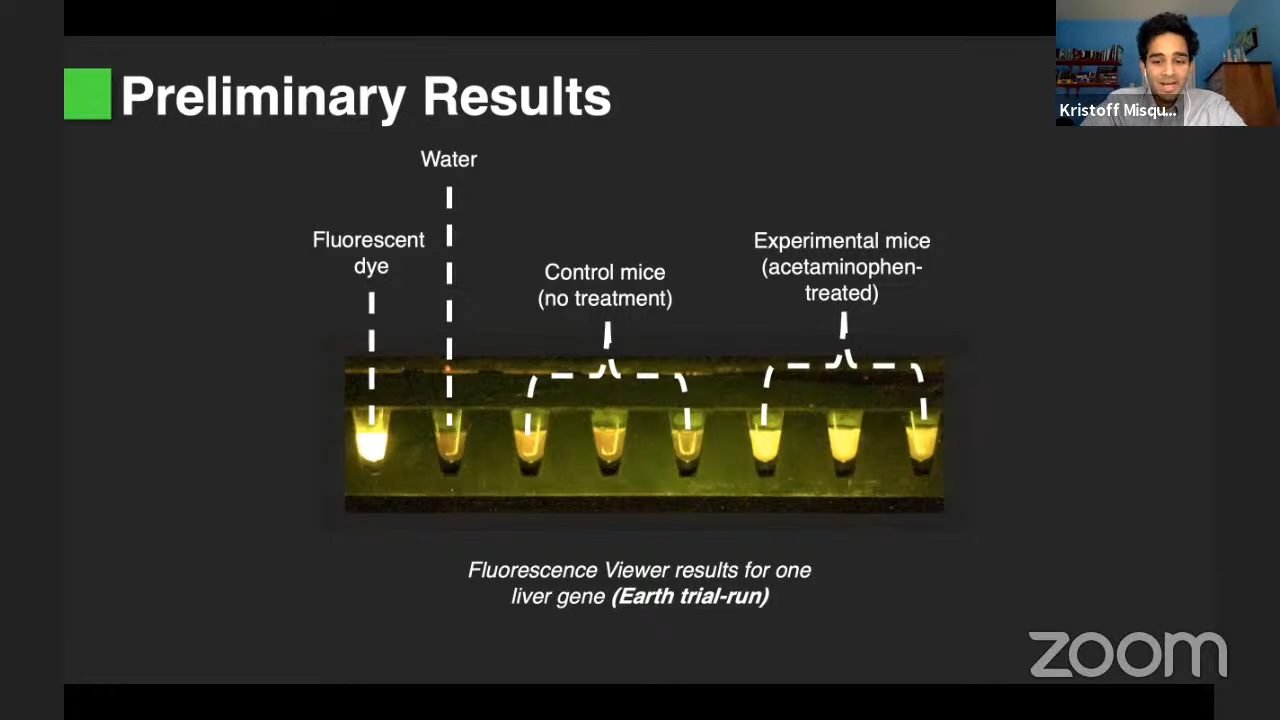 Preliminary Results
Kristoff Misqu...
Water
Fluorescent
dye
Control mice
(no treatment)
Experimental mice
(acetaminophen-
treated)
Fluorescence Viewer results for one
liver gene (Earth trial-run)
zoom